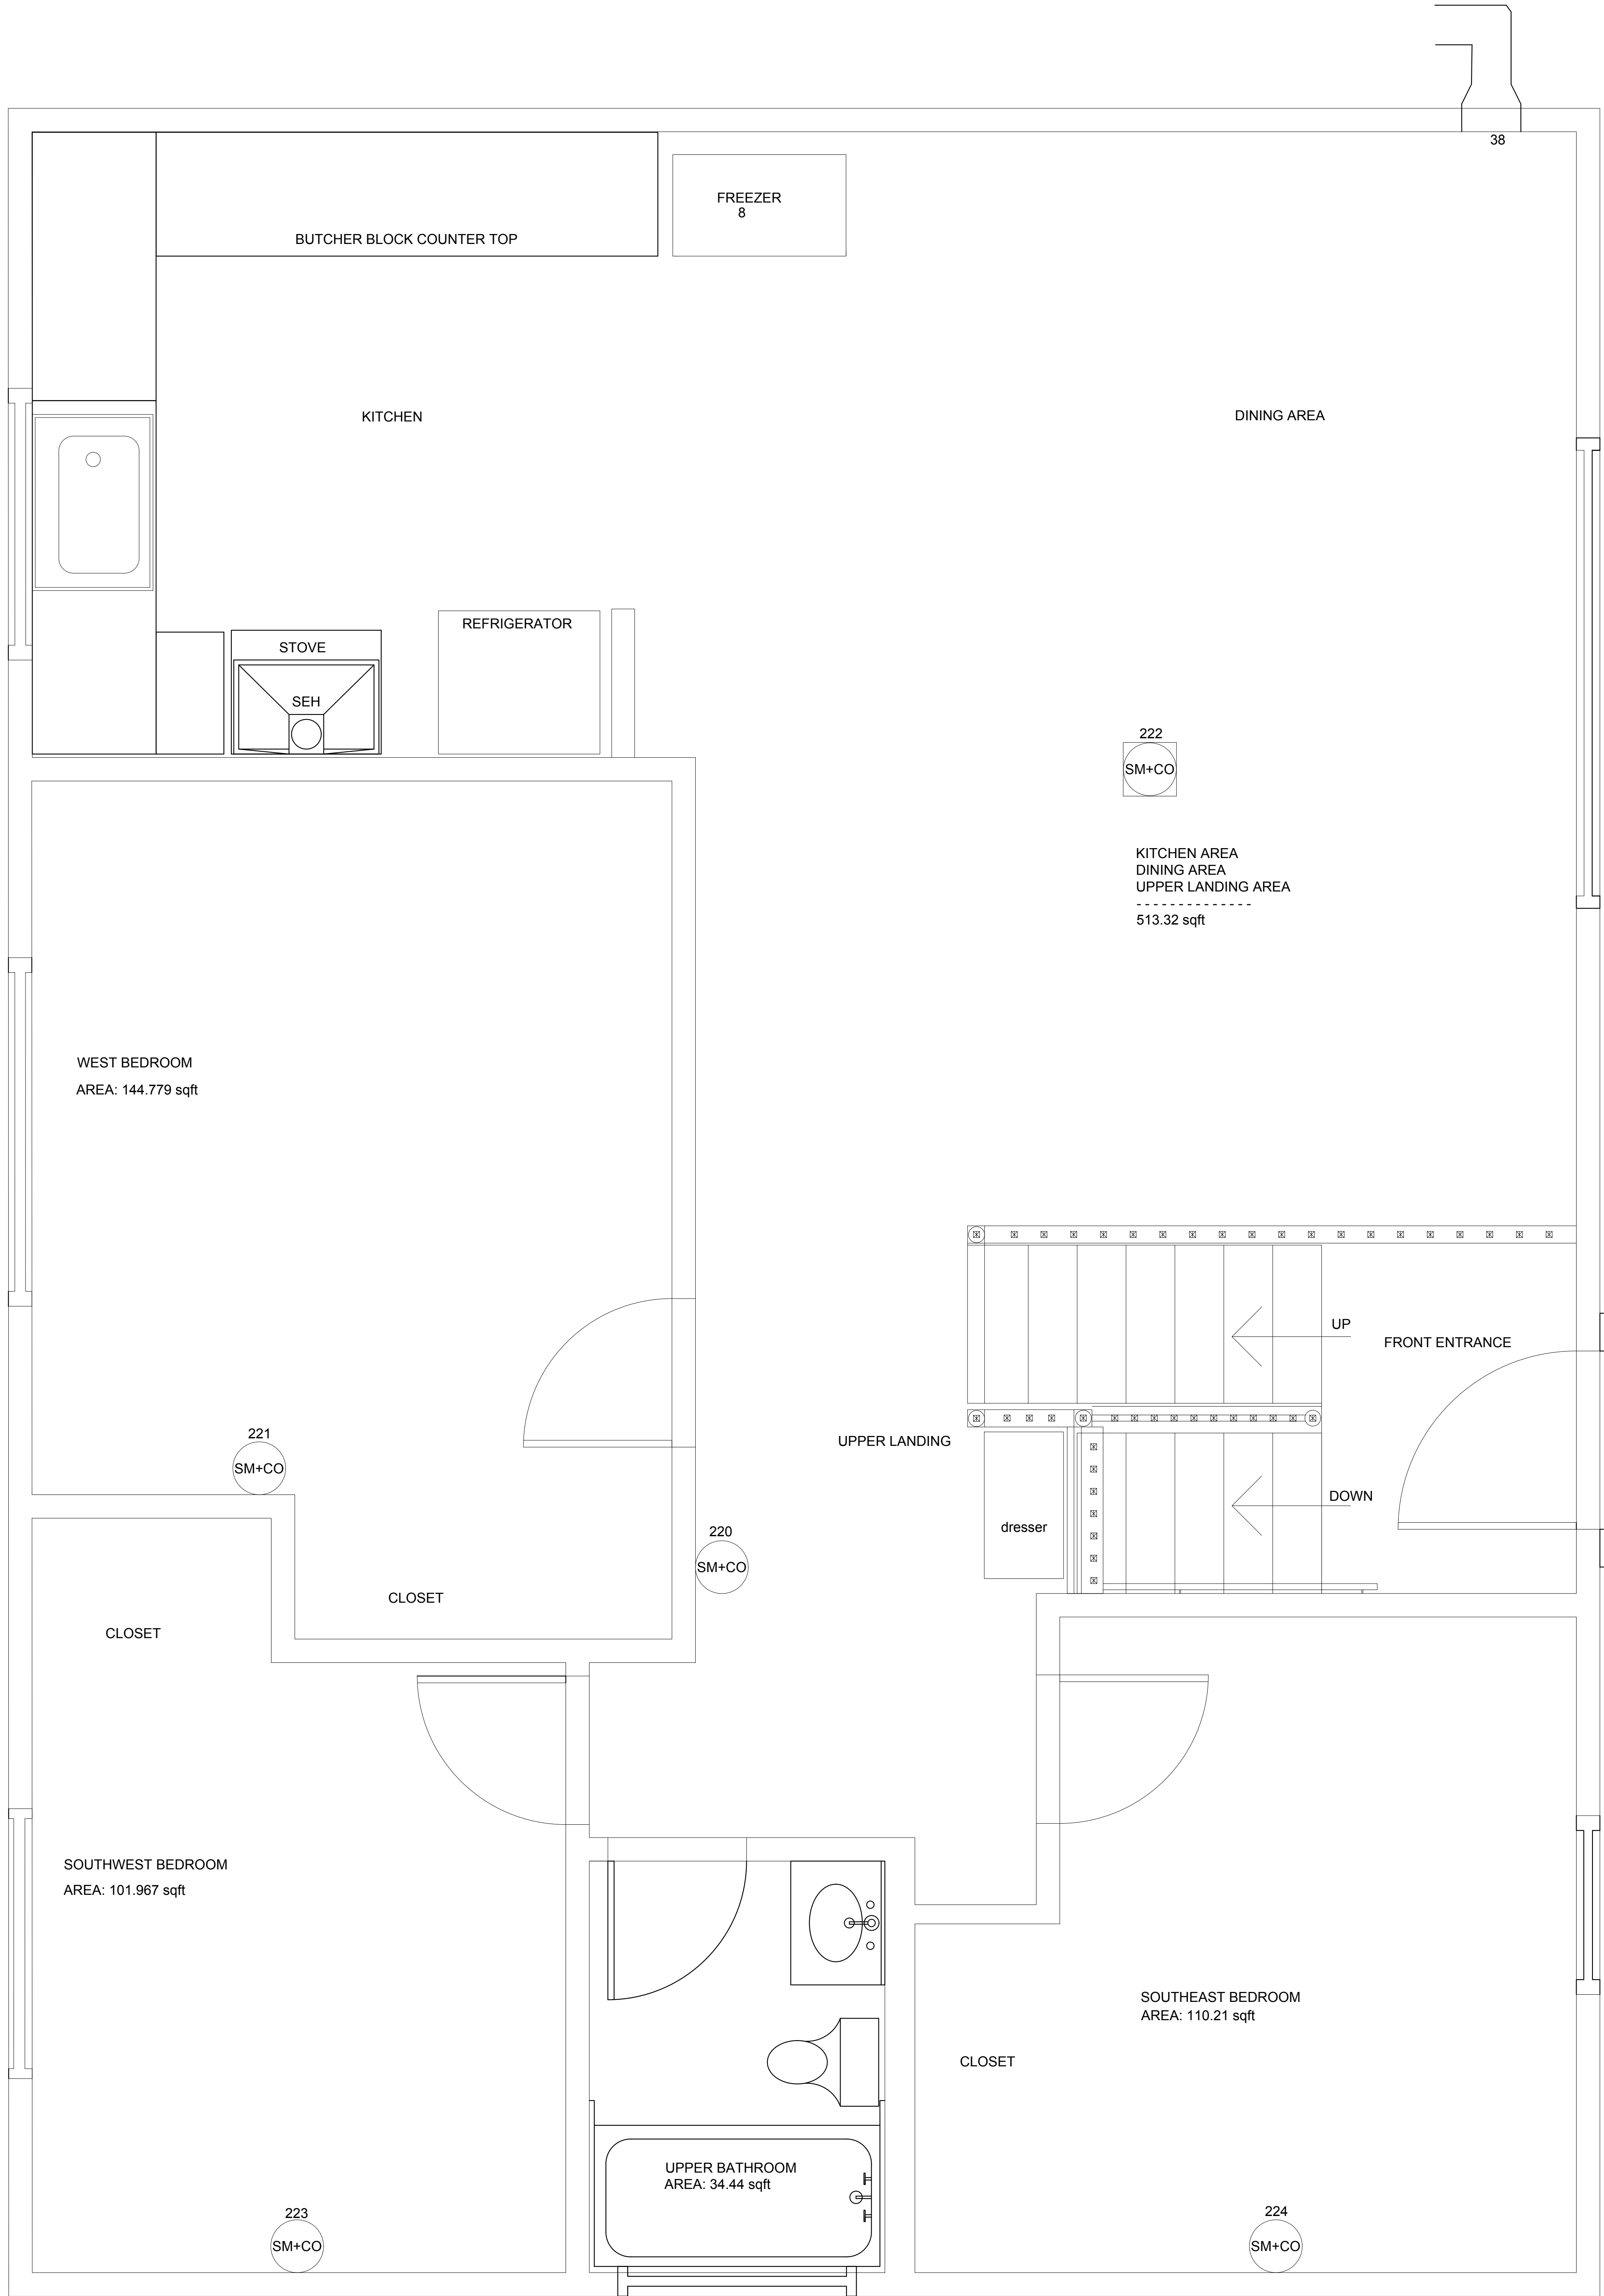 38
FREEZER
8
BUTCHER BLOCK COUNTER TOP
KITCHEN
DINING AREA
REFRIGERATOR
STOVE
SEH
222
SM+CO
KITCHEN AREA
DINING AREA
UPPER LANDING AREA
- - - - - - - - - - - - - -
513.32 sqft
WEST BEDROOM
AREA: 144.779 sqft
UP
FRONT ENTRANCE
221
SM+CO
UPPER LANDING
DOWN
dresser
220
SM+CO
CLOSET
CLOSET
SOUTHWEST BEDROOM
AREA: 101.967 sqft
SOUTHEAST BEDROOM
AREA: 110.21 sqft
CLOSET
UPPER BATHROOM
AREA: 34.44 sqft
223
SM+CO
224
SM+CO